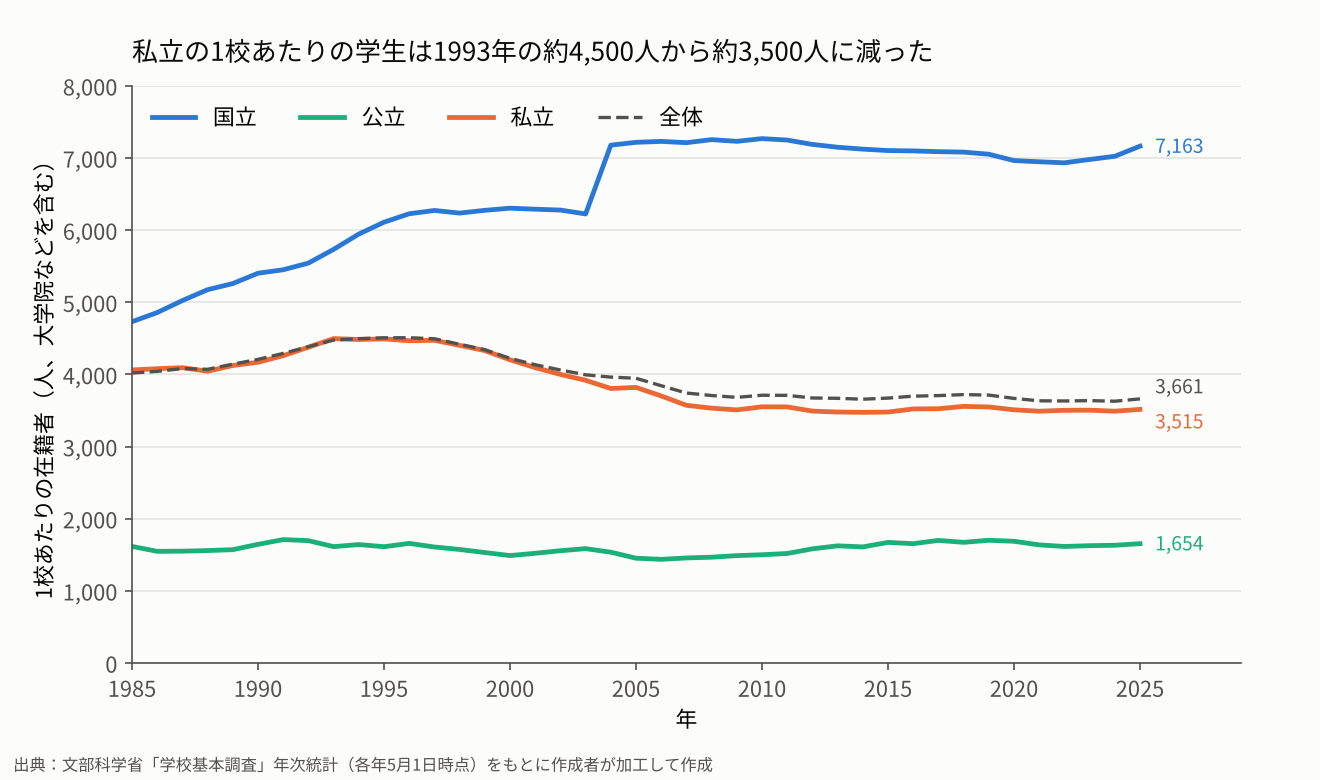 私立の1校あたりの学生は1993年の約4,500人から約3,500人に減った
国立
公立
私立
全体
1校あたりの在籍者（人、大学院などを含む）
8,000
7,000
6,000
5,000
4,000
3,000
2,000
1,000
0
7,163
3,661
3,515
1,654
1985
1990
1995
2000
2005
2010
2015
2020
2025
年
出典：文部科学省「学校基本調査」年次統計（各年5月1日時点）をもとに作成者が加工して作成